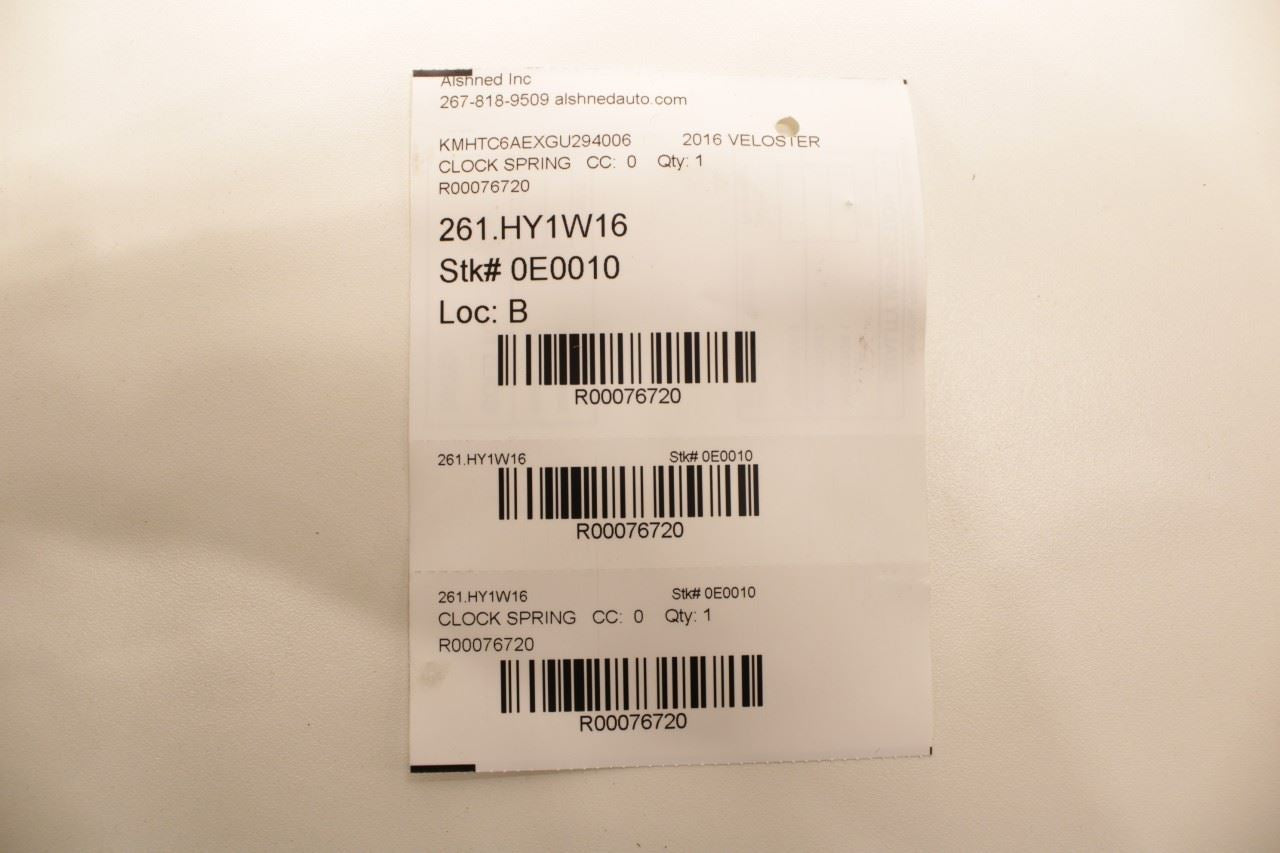 Alshned Inc
267-818-9509 alshnedauto.com
KMHTC6AEXGU294006 2016 VELOSTER
CLOCK SPRING CC: 0 Qty: 1
R00076720
261.HY1W16
Stk# 0E0010
Loc: B
R00076720
261.HY1W16 Stk# 0E0010
R00076720
261.HY1W16 Stk# 0E0010
CLOCK SPRING CC: 0 Qty: 1
R00076720
R00076720